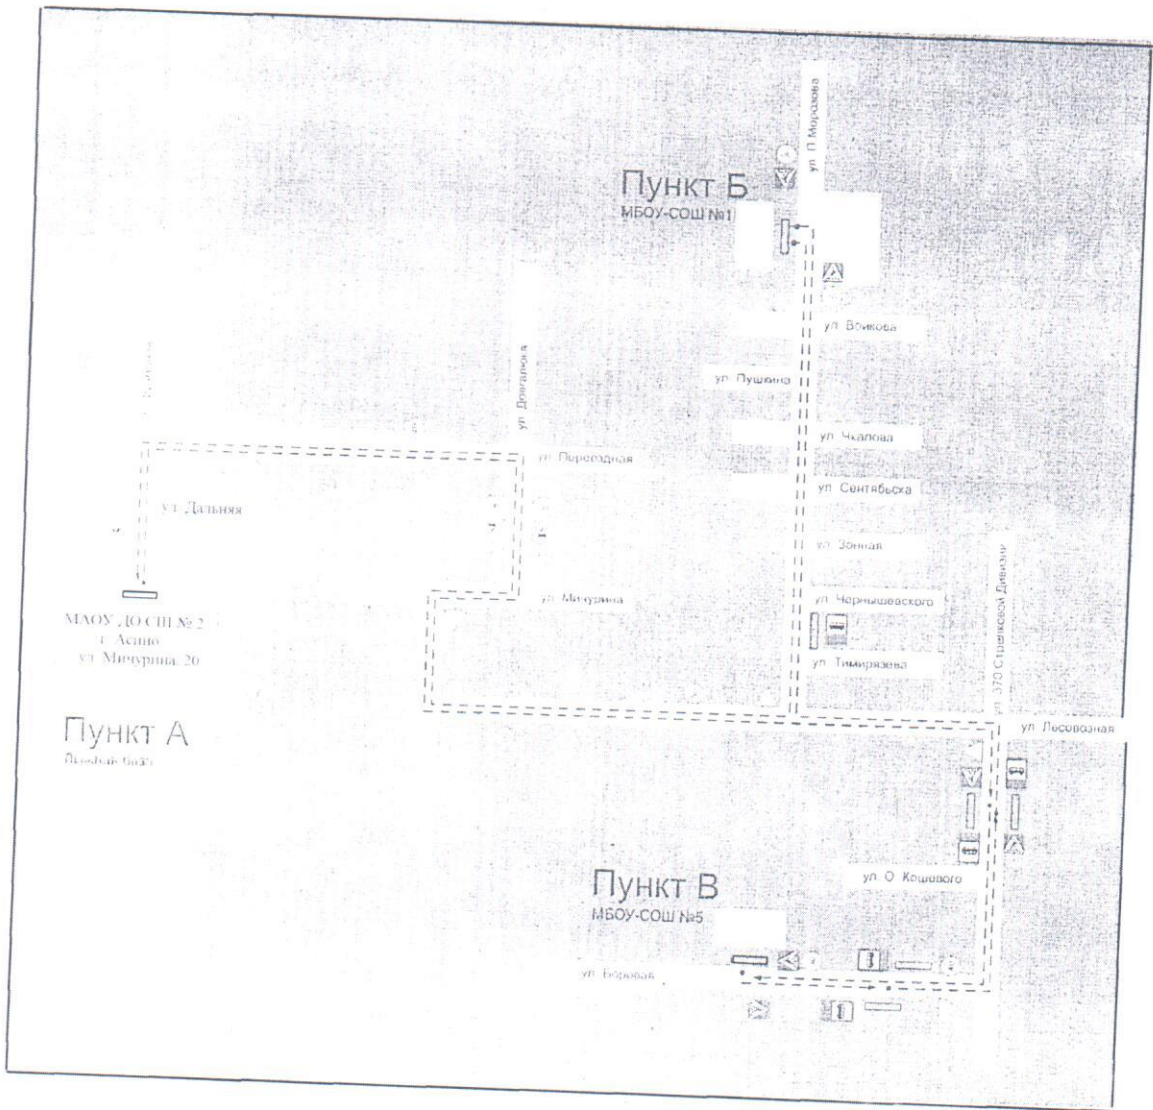 ул. П.Морозова
Пункт Б
МБОУ-СОШ №1
ул. Воикова
ул. Пушкина
ул. Довгалюка
ул. Чкалова
ул. Переездная
ул. Сентябьска
ул. Дальняя
ул. Зонная
ул. 370 Стрелковой Дивизии
ул. Мичурина
ул. Чернышевского
МАОУ ДО СШ № 2
г. Асино
ул. Мичурина, 20
ул. Тимирязева
Пункт А
ул. Лесовозная
ул. О. Кошевого
Пункт В
МБОУ-СОШ №5
ул. Боровая